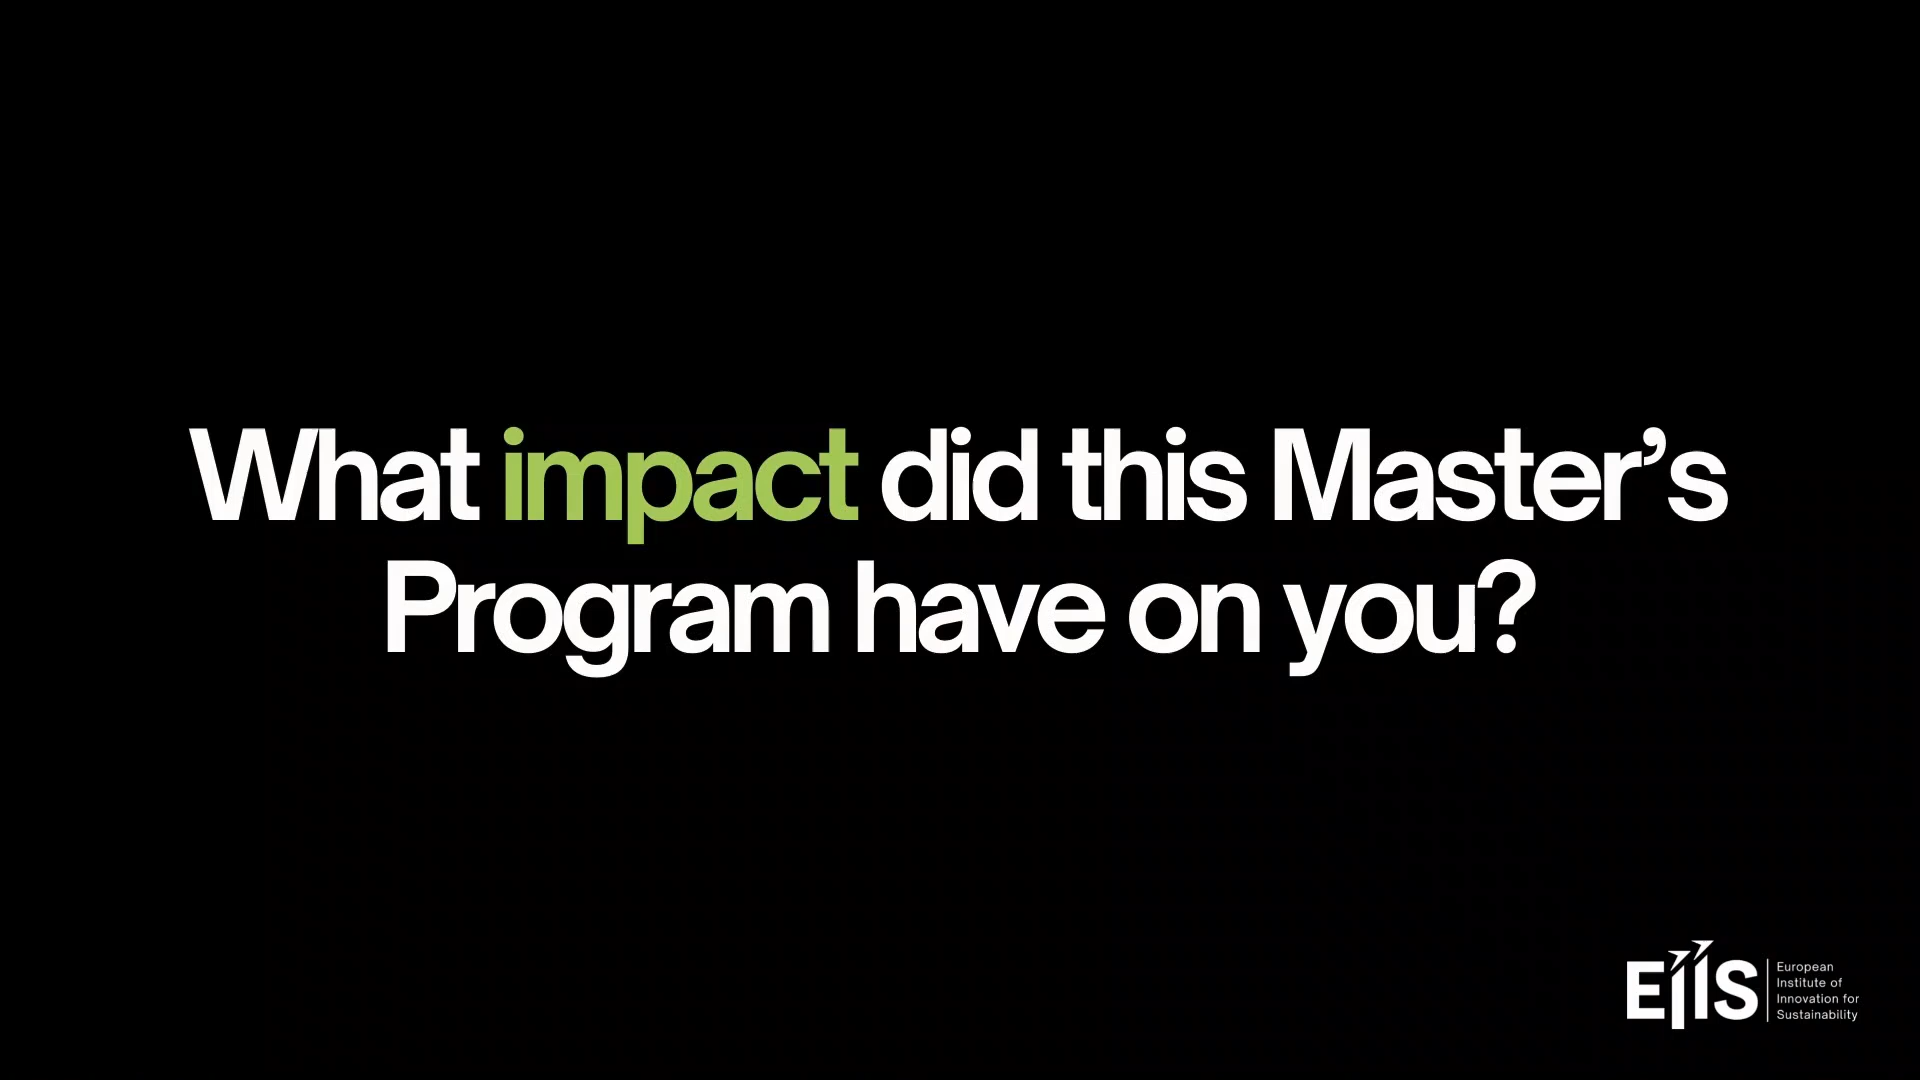 What impact did this Master’s
Program have on you?
EIIS
European
Institute of
Innovation for
Sustainability